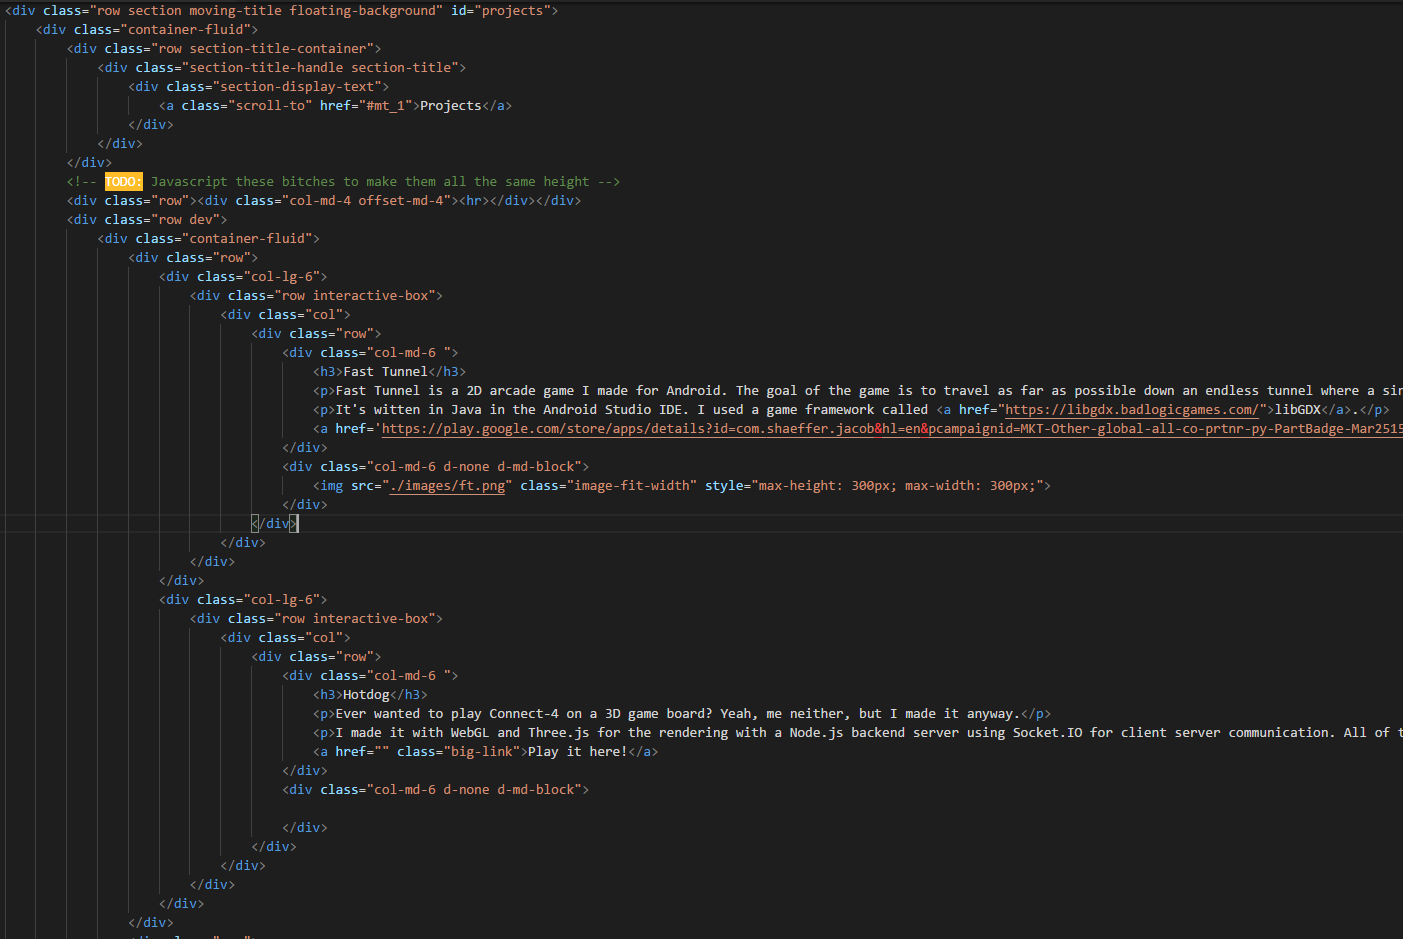 <div class="row section moving-title floating-background" id="projects">
<div class="container-fluid">
<div class="row section-title-container">
<div class="section-title-handle section-title">
<div class="section-display-text">
<a class="scroll-to" href="#mt_1">Projects</a>
</div>
</div>
</div>
<!-- TODO: Javascript these bitches to make them all the same height -->
<div class="row"><div class="col-md-4 offset-md-4"><hr></div></div>
<div class="row dev">
<div class="container-fluid">
<div class="row">
<div class="col-lg-6">
<div class="row interactive-box">
<div class="col">
<div class="row">
<div class="col-md-6 ">
<h3>Fast Tunnel</h3>
<p>Fast Tunnel is a 2D arcade game I made for Android. The goal of the game is to travel as far as possible down an endless tunnel where a sin
<p>It's witten in Java in the Android Studio IDE. I used a game framework called <a href="https://libgdx.badlogicgames.com/">libGDX</a>.</p>
<a href='https://play.google.com/store/apps/details?id=com.shaeffer.jacob&hl=en&pcampaignid=MKT-Other-global-all-co-prtnr-py-PartBadge-Mar2515
</div>
<div class="col-md-6 d-none d-md-block">
<img src="./images/ft.png" class="image-fit-width" style="max-height: 300px; max-width: 300px;">
</div>
</div>
</div>
</div>
</div>
<div class="col-lg-6">
<div class="row interactive-box">
<div class="col">
<div class="row">
<div class="col-md-6 ">
<h3>Hotdog</h3>
<p>Ever wanted to play Connect-4 on a 3D game board? Yeah, me neither, but I made it anyway.</p>
<p>I made it with WebGL and Three.js for the rendering with a Node.js backend server using Socket.IO for client server communication. All of t
<a href="" class="big-link">Play it here!</a>
</div>
<div class="col-md-6 d-none d-md-block">
</div>
</div>
</div>
</div>
</div>
</div>